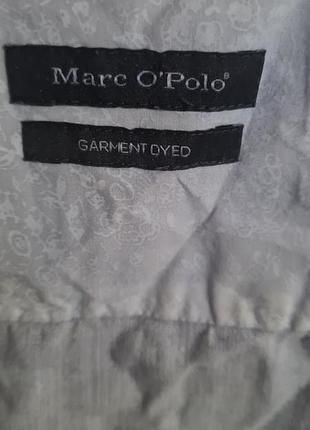 Marc O'Polo®
GARMENT DYED